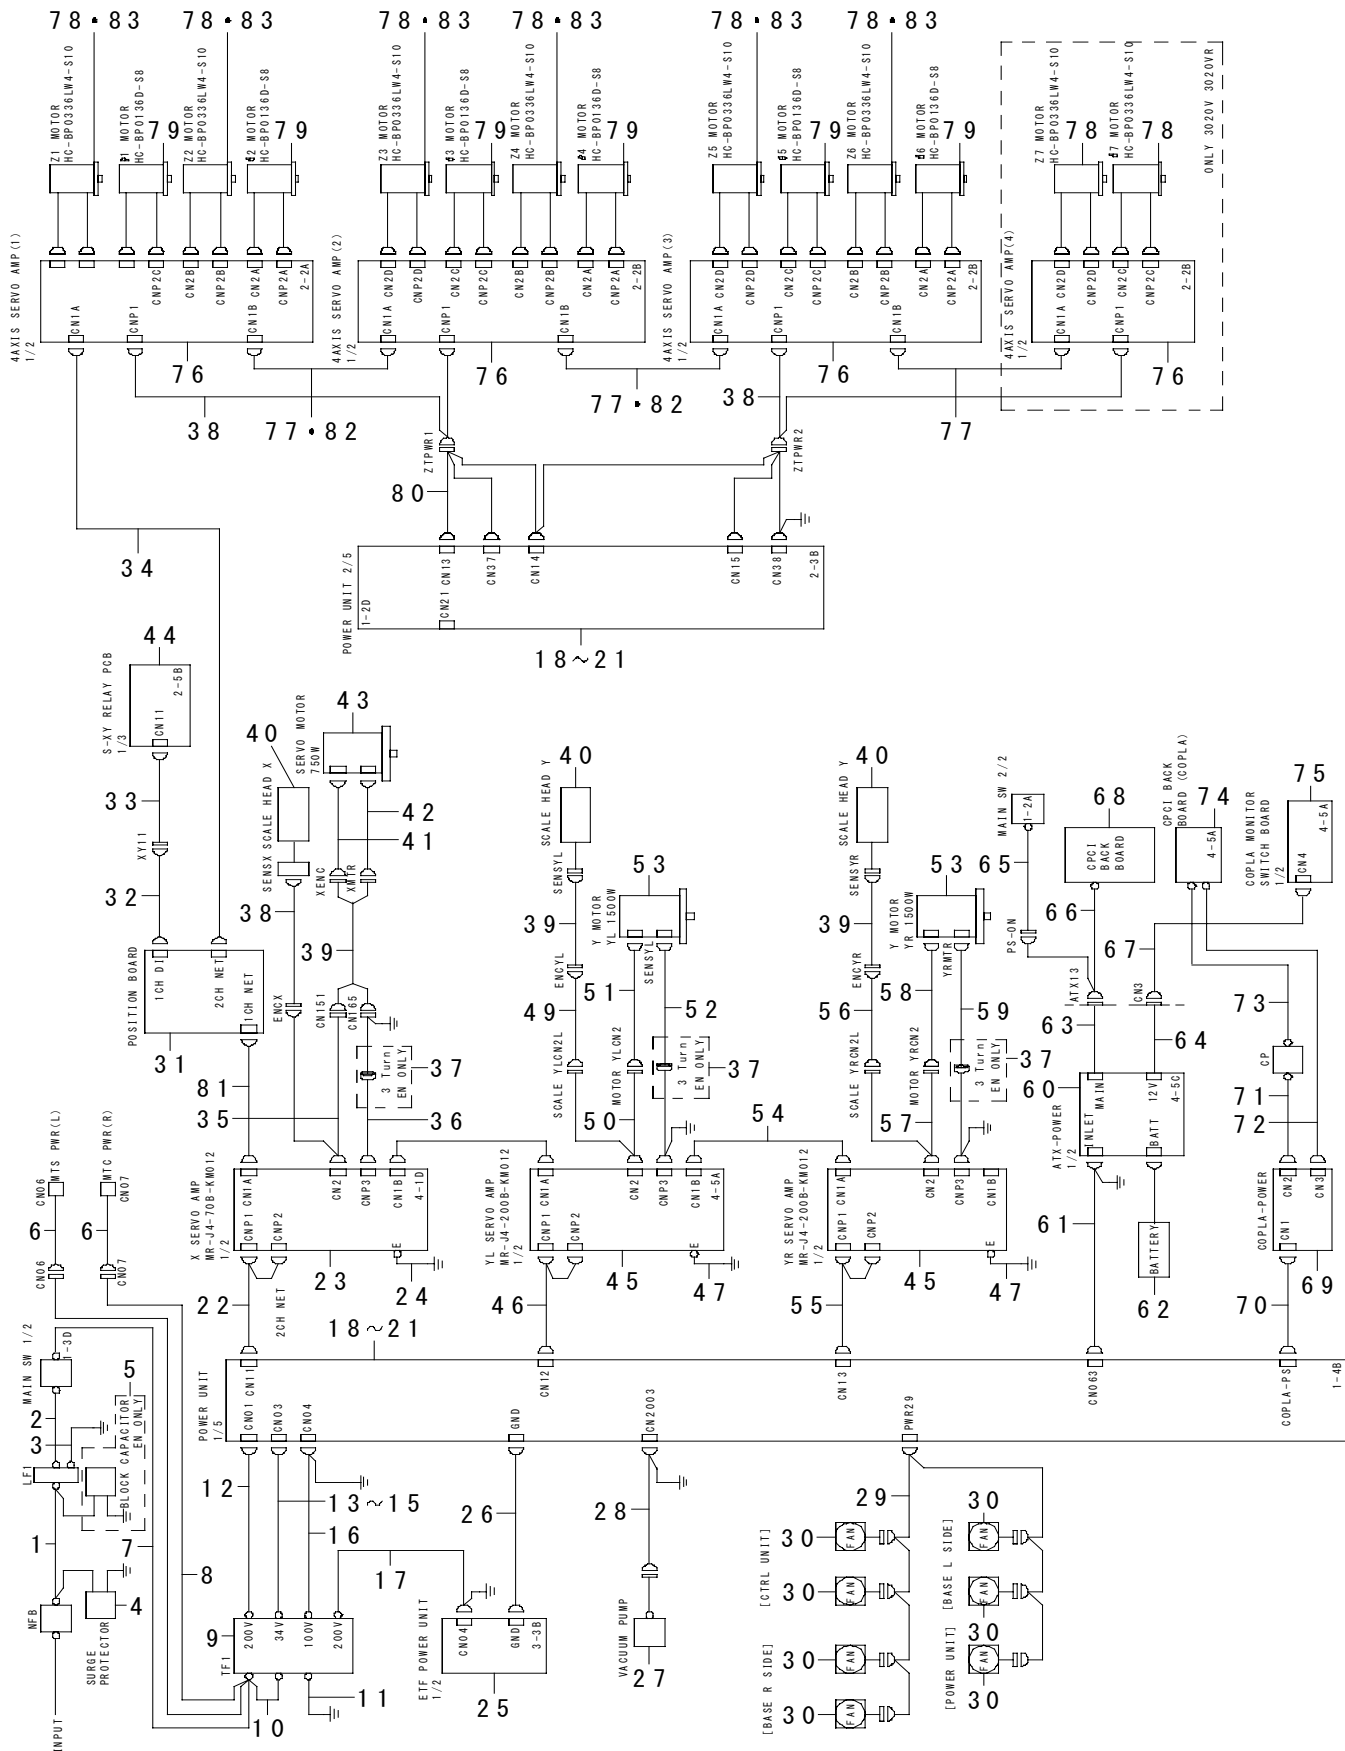 78・83
78・83
78・83
78・83
78・83
78・83
Z1 MOTOR
HC-BP0336LW4-S10
MOTOR
HC-BP0136D-S8
79
Z2 MOTOR
HC-BP0336LW4-S10
MOTOR
HC-BP0136D-S8
79
Z3 MOTOR
HC-BP0336LW4-S10
MOTOR
HC-BP0136D-S8
79
Z4 MOTOR
HC-BP0336LW4-S10
MOTOR
HC-BP0136D-S8
79
Z5 MOTOR
HC-BP0336LW4-S10
MOTOR
HC-BP0136D-S8
79
Z6 MOTOR
HC-BP0336LW4-S10
MOTOR
HC-BP0136D-S8
79
Z7 MOTOR
HC-BP0336LW4-S10
78
MOTOR
HC-BP0336LW4-S10
78
ONLY 3020V 3020VR
4AXIS SERVO AMP(1)
1/2
CN1A
CNP1
CNP2C
CN2B
CNP2B
CN1B
CN2A
CNP2A
2-2A
4AXIS SERVO AMP(2)
1/2
CN1A
CN2D
CNP2D
CNP1
CN2C
CNP2C
CN2B
CNP2B
CNP1B
CN2A
CNP2A
2-2B
4AXIS SERVO AMP(3)
1/2
CN1A
CN2D
CNP2D
CNP1
CN2C
CNP2C
CN2B
CNP2B
CN1B
CN2A
CNP2A
2-2B
4AXIS SERVO AMP(4)
1/2
CN1A
CN2D
CNP2D
CNP1
CN2C
CNP2C
2-2B
76
76
76
76
38
77・82
77・82
38
77
ZTPWR1
ZTPWR2
80
34
POWER UNIT 2/5
1-2D
CN21
CN13
CN37
CN14
CN15
CN38
2-3B
18~21
44
S-XY RELAY PCB
1/3
CN11
2-5B
33
XY11
32
POSITION BOARD
1CH DI
2CH NET
1CH NET
31
81
40
SENSX
SCALE HEAD X
38
ENCX
43
SERVO MOTOR
750W
42
41
XENC
XMTR
39
CN151
CN165
3 Turn
EN ONLY
37
35
36
40
SCALE HEAD Y
SENSYL
39
ENCYL
49
SCALE YLCN2L
53
Y MOTOR
YL 1500W
SENSYL
51
52
MOTOR YLCN2
3 Turn
EN ONLY
37
50
54
40
SCALE HEAD Y
SENSYR
39
ENCYR
56
SCALE YRCN2L
53
Y MOTOR
YR 1500W
YRMTR
58
59
MOTOR YRCN2
3 Turn
EN ONLY
37
57
MAIN SW 2/2
1-2A
65
PS-ON
68
CPCI
BACK
BOARD
66
67
ATX13
CN3
63
64
60
ATX-POWER
1/2
MAIN
12V
4-5C
INLET
BATT
61
BATTERY
62
CPCI BACK
BOARD (COPLA)
74
4-5A
COPLA MONITOR
SWITCH BOARD
1/2
75
4-5A
CN4
73
CP
71
72
COPLA-POWER
CN2
CN3
CN1
69
70
X SERVO AMP
MR-J4-70B-KM012
1/2
CNP1
CN1A
CNP2
CN2
CNP3
CN1B
4-1D
E
23
24
22
2CH NET
YL SERVO AMP
MR-J4-200B-KM012
1/2
CNP1
CN1A
CNP2
CN2
CNP3
CN1B
4-5A
E
45
47
46
YR SERVO AMP
MR-J4-200B-KM012
1/2
CNP1
CN1A
CNP2
CN2
CNP3
CN1B
E
45
47
55
CN06
MTS PWR(L)
MTC PWR(R)
CN07
6
6
CN06
CN07
MAIN SW 1/2
1-3D
2
3
5
BLOCK CAPACITOR
EN ONLY
LF1
1
7
8
NFB
SURGE
PROTECTOR
4
INPUT
18~21
POWER UNIT
1/5
CN01
CN11
CN03
CN04
CN12
GND
CN2003
CN13
PWR29
CN063
COPLA-PS
1-4B
12
13~15
16
17
9
TF1
200V
34V
100V
200V
10
11
26
ETF POWER UNIT
1/2
CN04
GND
3-3B
25
28
VACUUM PUMP
27
29
[CTRL UNIT]
30
FAN
30
FAN
[BASE R SIDE]
30
FAN
30
FAN
[BASE L SIDE]
30
FAN
FAN
30
[POWER UNIT]
FAN
30